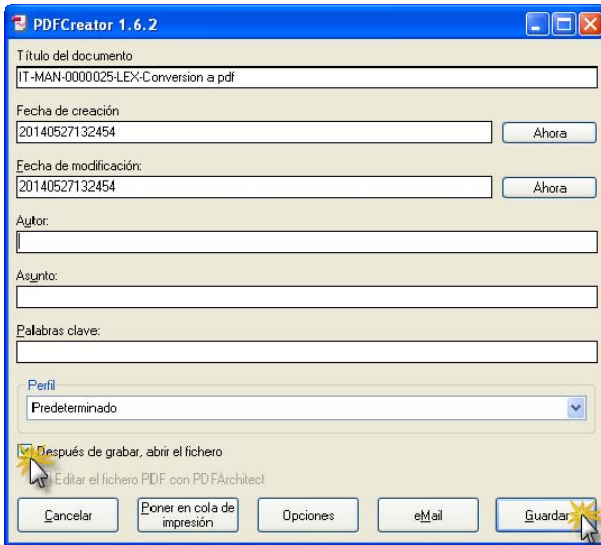 PDFCreator 1.6.2
Título del documento
IT-MAN-0000025-LEX-Conversion a pdf
Fecha de creación
20140527132454
Ahora
Fecha de modificación:
20140527132454
Ahora
Autor:
Asunto:
Palabras clave:
Perfil
Predeterminado
Después de grabar, abrir el fichero
Editar el fichero PDF con PDFArchitect
Cancelar
Poner en cola de
impresión
Opciones
eMail
Guardar